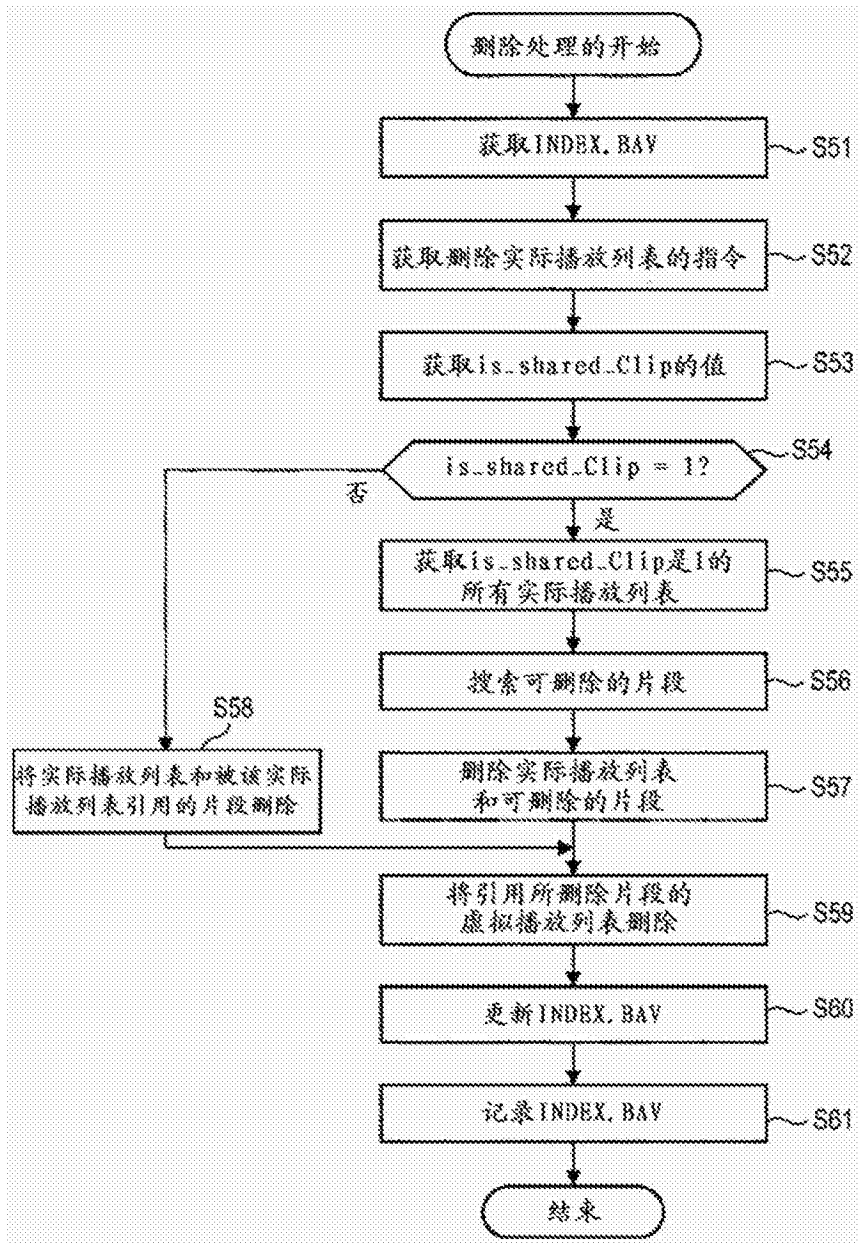 删除处理的开始
获取INDEX.BAV
S51
获取删除实际播放列表的指令
S52
获取is_shared_Clip的值
S53
is_shared_Clip = 1?
S54
否
是
获取is_shared_Clip是1的
所有实际播放列表
S55
搜索可删除的片段
S56
S58
将实际播放列表和被该实际
播放列表引用的片段删除
删除实际播放列表
和可删除的片段
S57
将引用所删除片段的
虚拟播放列表删除
S59
更新INDEX.BAV
S60
记录INDEX.BAV
S61
结束